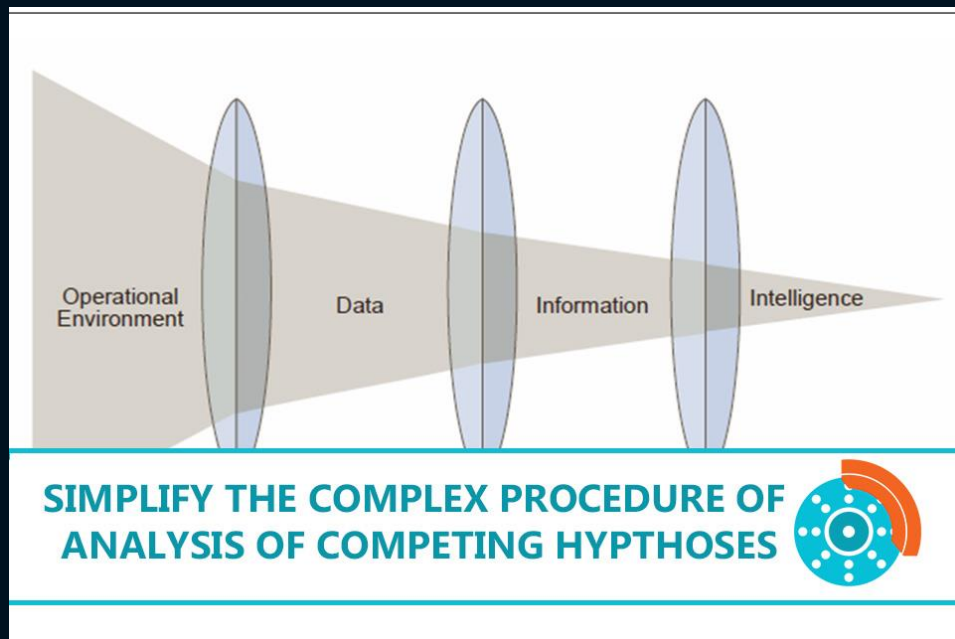 Operational
Environment
Data
Information
Intelligence
SIMPLIFY THE COMPLEX PROCEDURE OF
ANALYSIS OF COMPETING HYPTHOSES